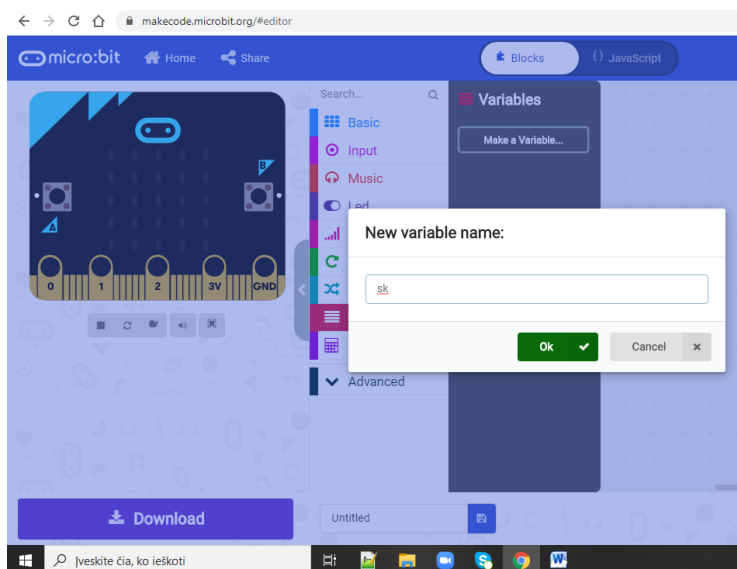 makecode.microbit.org/#editor
micro:bit Home Share Blocks {} JavaScript
Search... Variables
Basic
Make a Variable...
Input
Music
Led
New variable name:
sk
Ok Cancel
Advanced
B
A
0 1 2 3V GND
Download Untitled
Įveskite čia, ko ieškoti